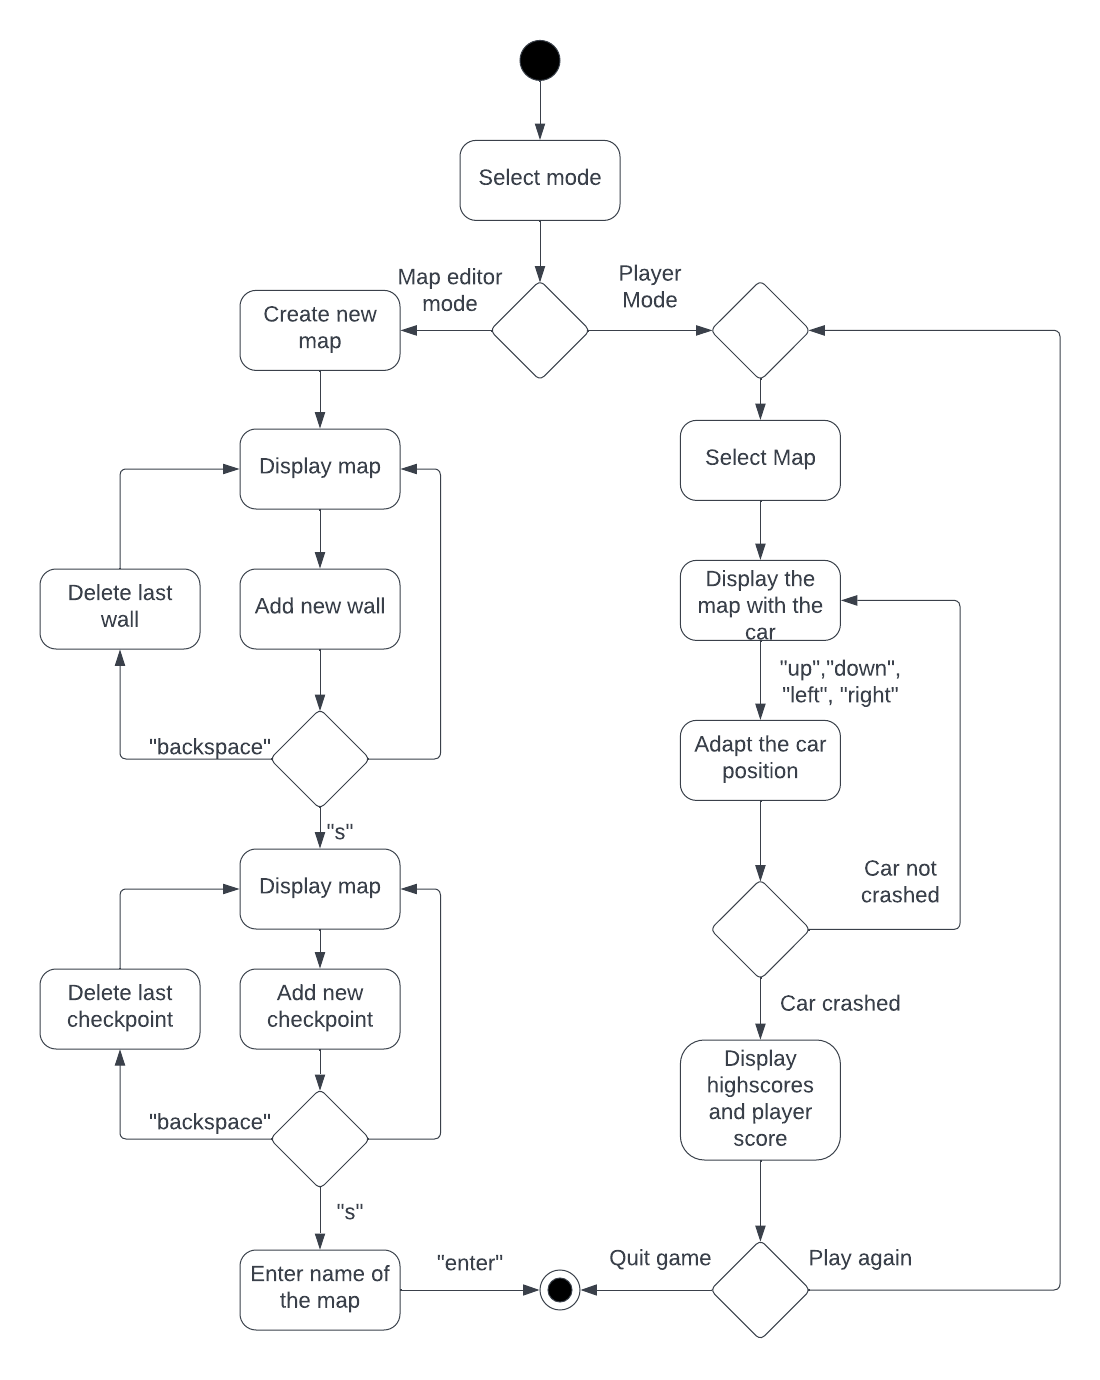 Select mode
Map editor
mode
Player
Mode
Create new
map
Display map
Select Map
Delete last
wall
Add new wall
Display the
map with the
car
"up","down",
"left", "right"
"backspace"
Adapt the car
position
"s"
Display map
Car not
crashed
Delete last
checkpoint
Add new
checkpoint
Car crashed
"backspace"
Display
highscores
and player
score
"s"
Enter name of
the map
"enter"
Quit game
Play again